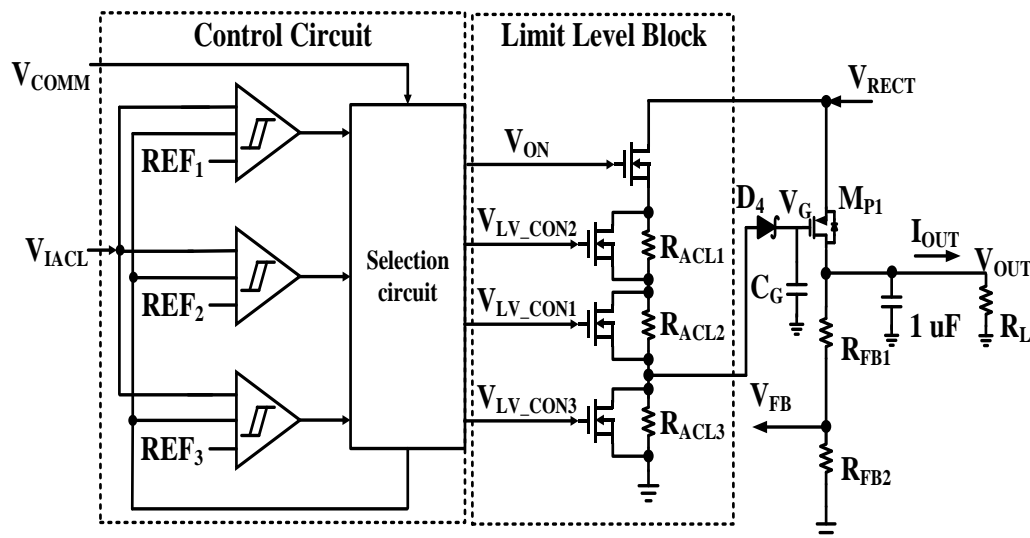 Control Circuit
Limit Level Block
V_COMM
V_RECT
REF_1
V_ON
D_4
V_G
M_P1
V_LV_CON2
R_ACL1
V_IACL
Selection
circuit
I_OUT
V_OUT
REF_2
C_G
V_LV_CON1
R_ACL2
1 uF
R_L
R_FB1
V_LV_CON3
V_FB
R_ACL3
REF_3
R_FB2